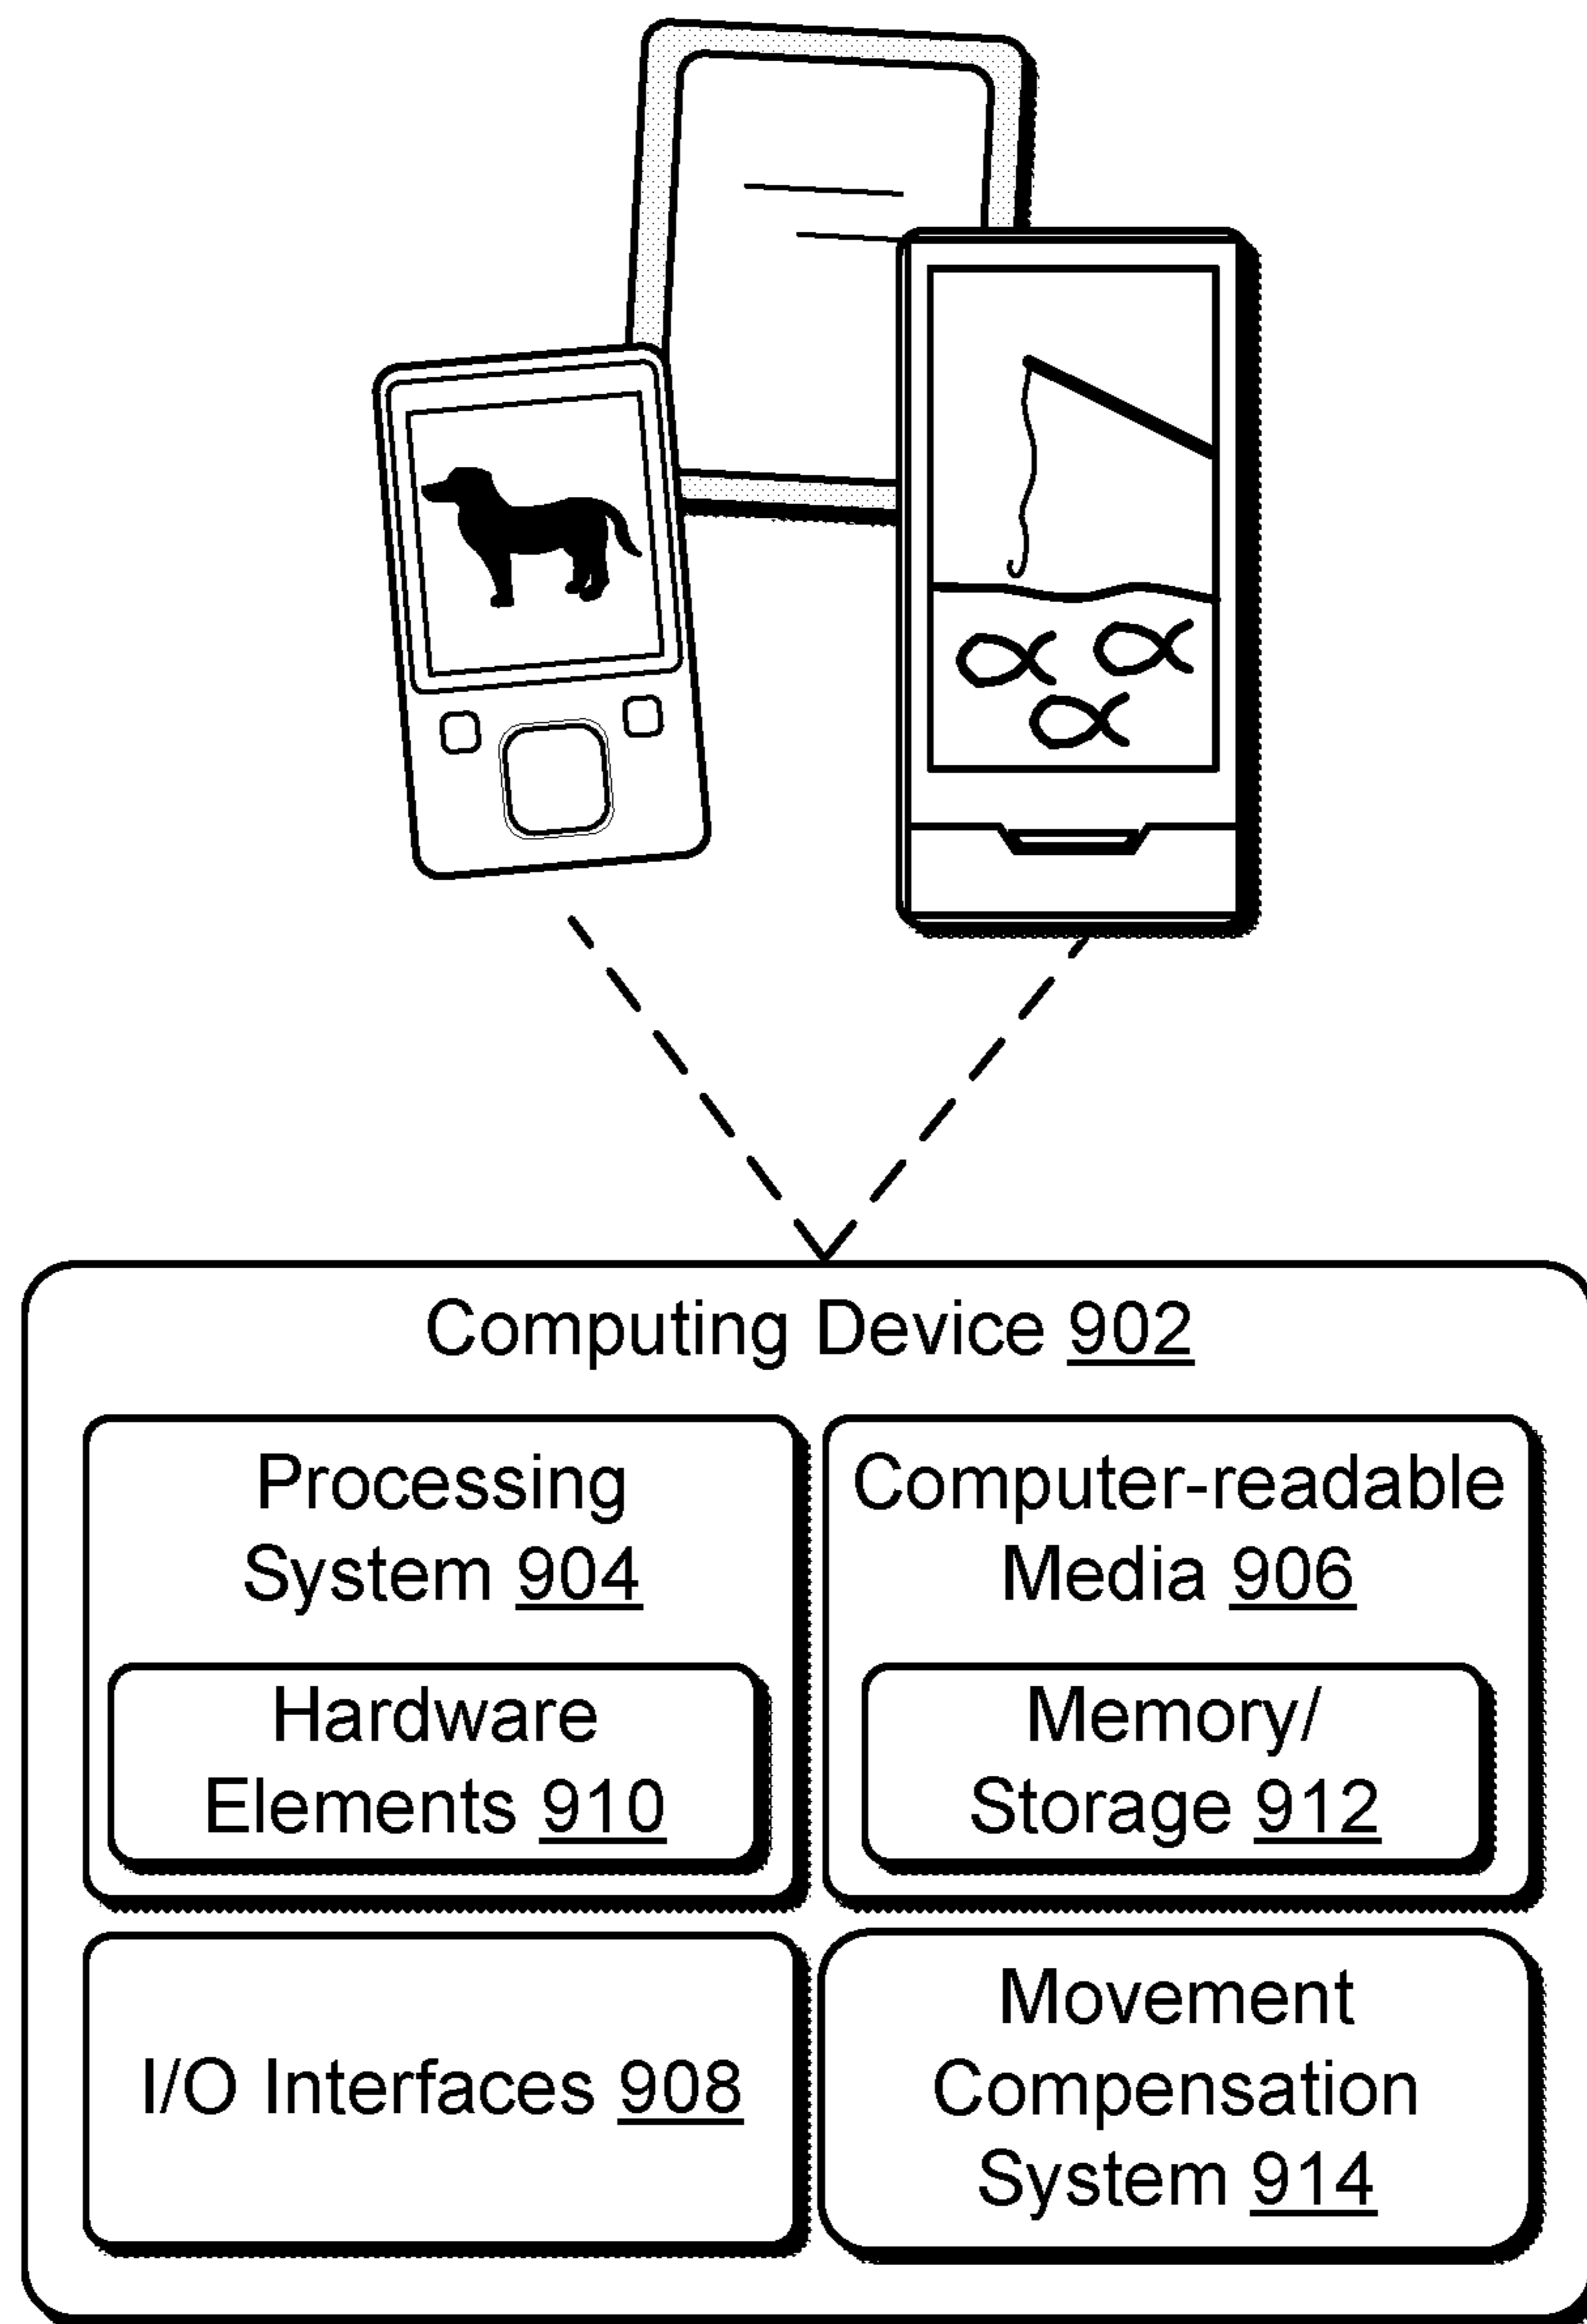 Computing Device 902
Processing
System 904
Hardware
Elements 910
Computer-readable
Media 906
Memory/
Storage 912
I/O Interfaces 908
Movement
Compensation
System 914